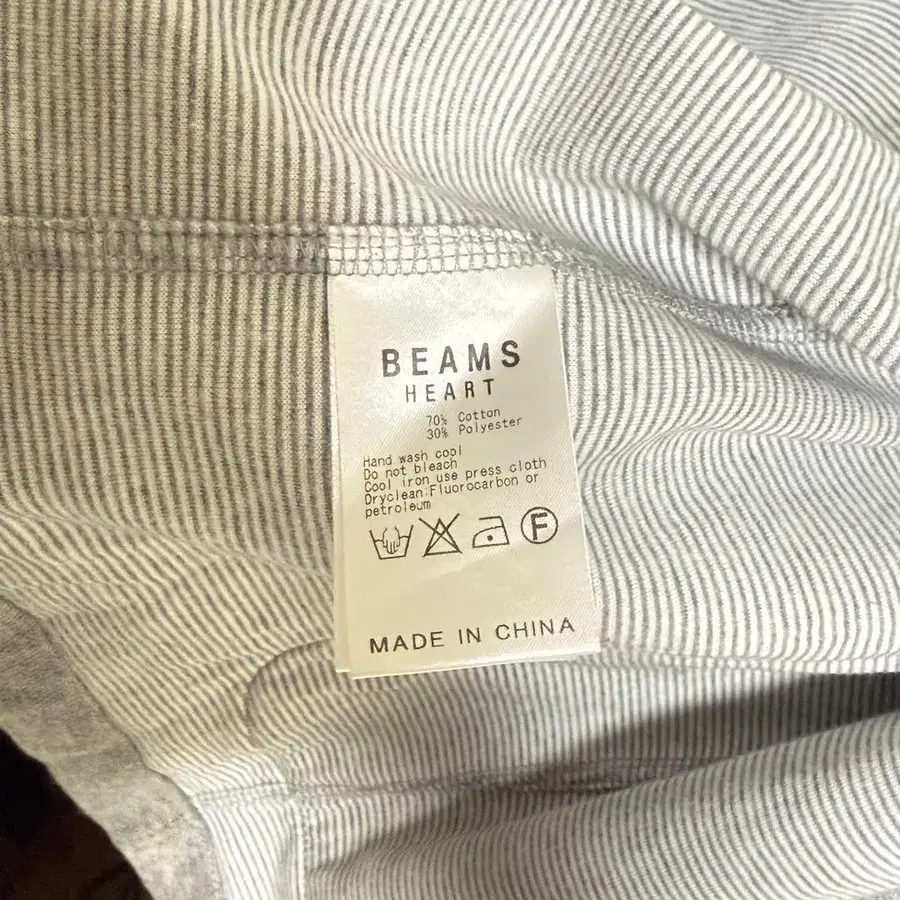 BEAMS
HEART
70% Cotton
30% Polyester
Hand wash cool
Do not bleach
Cool iron use press cloth
Dryclean:Fluorocarbon or
petroleum
F
MADE IN CHINA